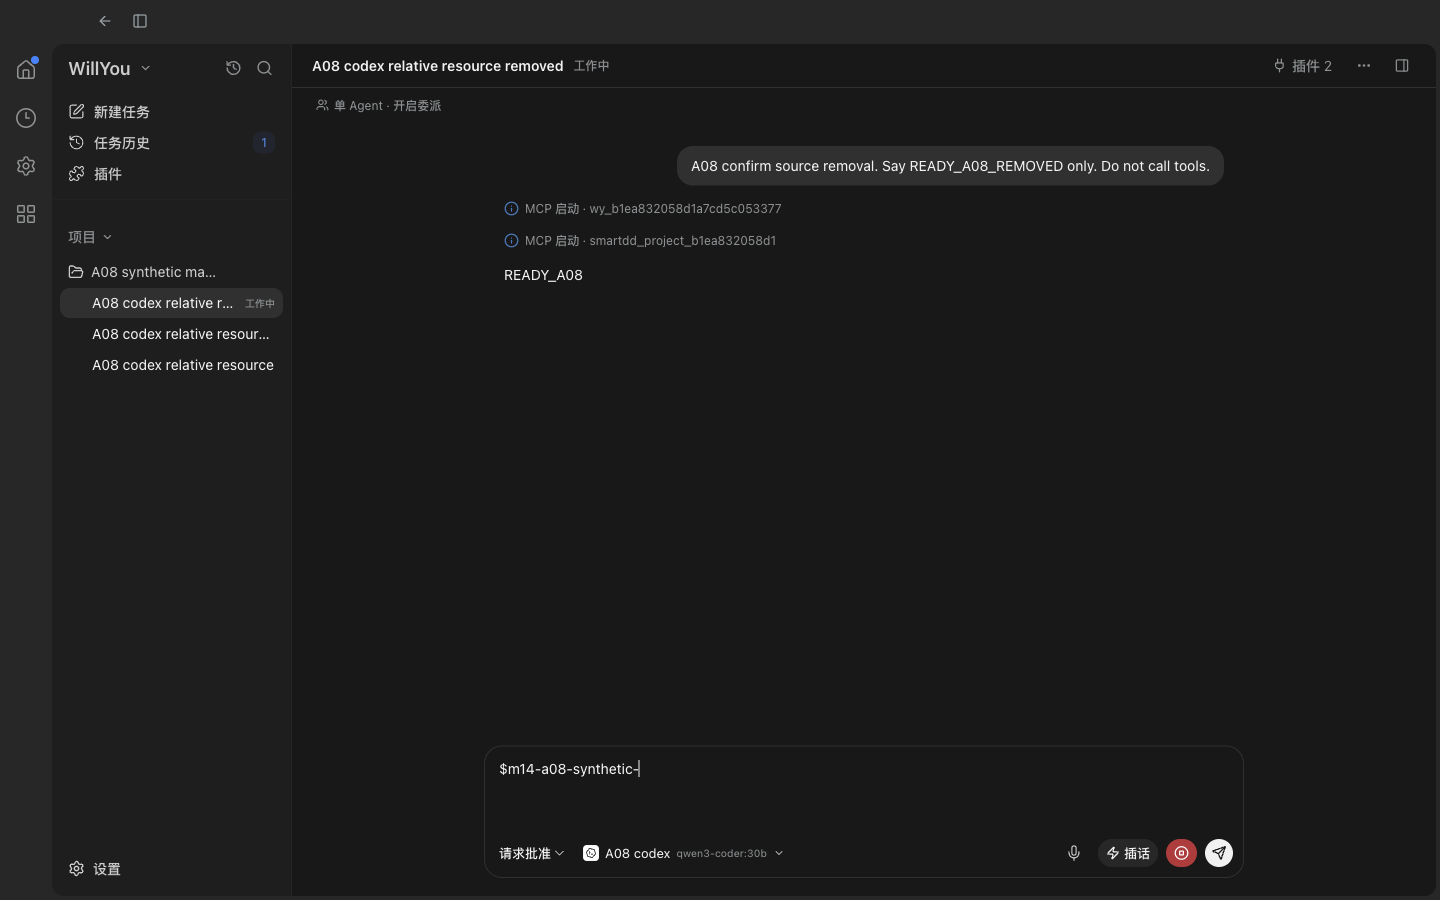 WillYou
新建任务
任务历史 1
插件
项目
A08 synthetic ma...
A08 codex relative r... 工作中
A08 codex relative resour...
A08 codex relative resource
设置
A08 codex relative resource removed 工作中
插件 2
单 Agent · 开启委派
A08 confirm source removal. Say READY_A08_REMOVED only. Do not call tools.
MCP 启动 · wy_b1ea832058d1a7cd5c053377
MCP 启动 · smartdd_project_b1ea832058d1
READY_A08
$m14-a08-synthetic-
请求批准 A08 codex qwen3-coder:30b 插话